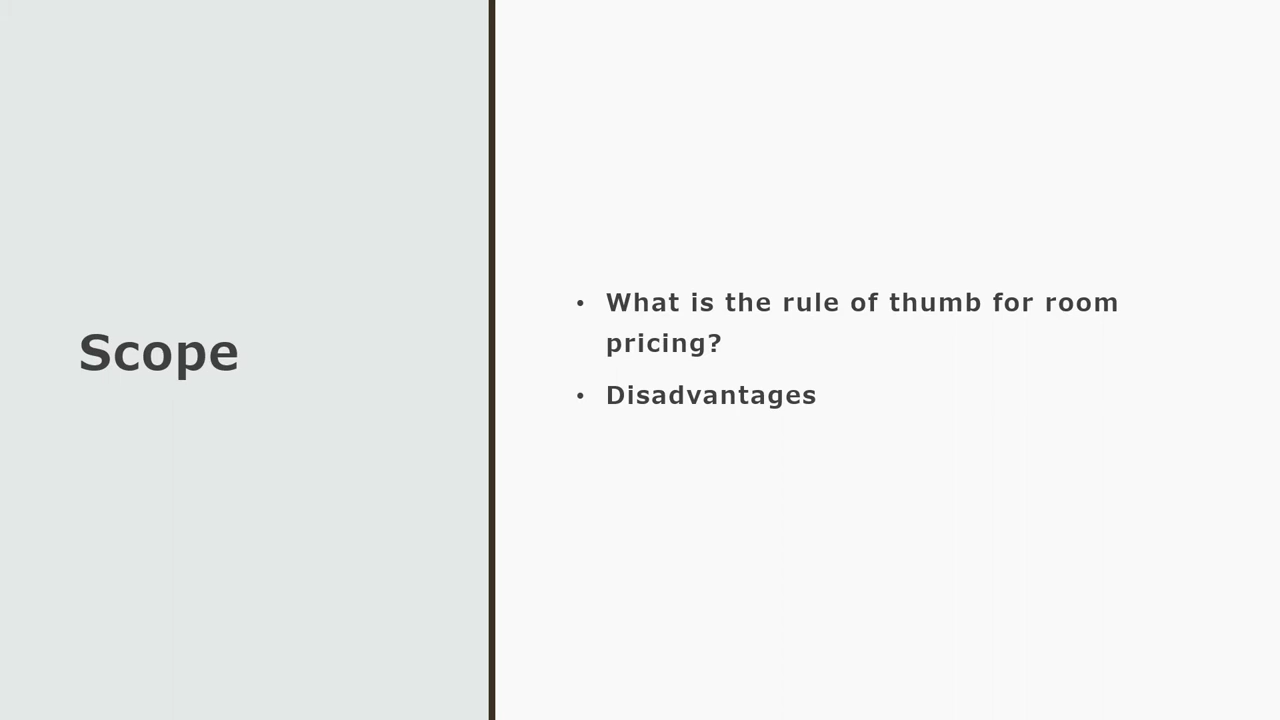 Scope
• What is the rule of thumb for room
pricing?
• Disadvantages